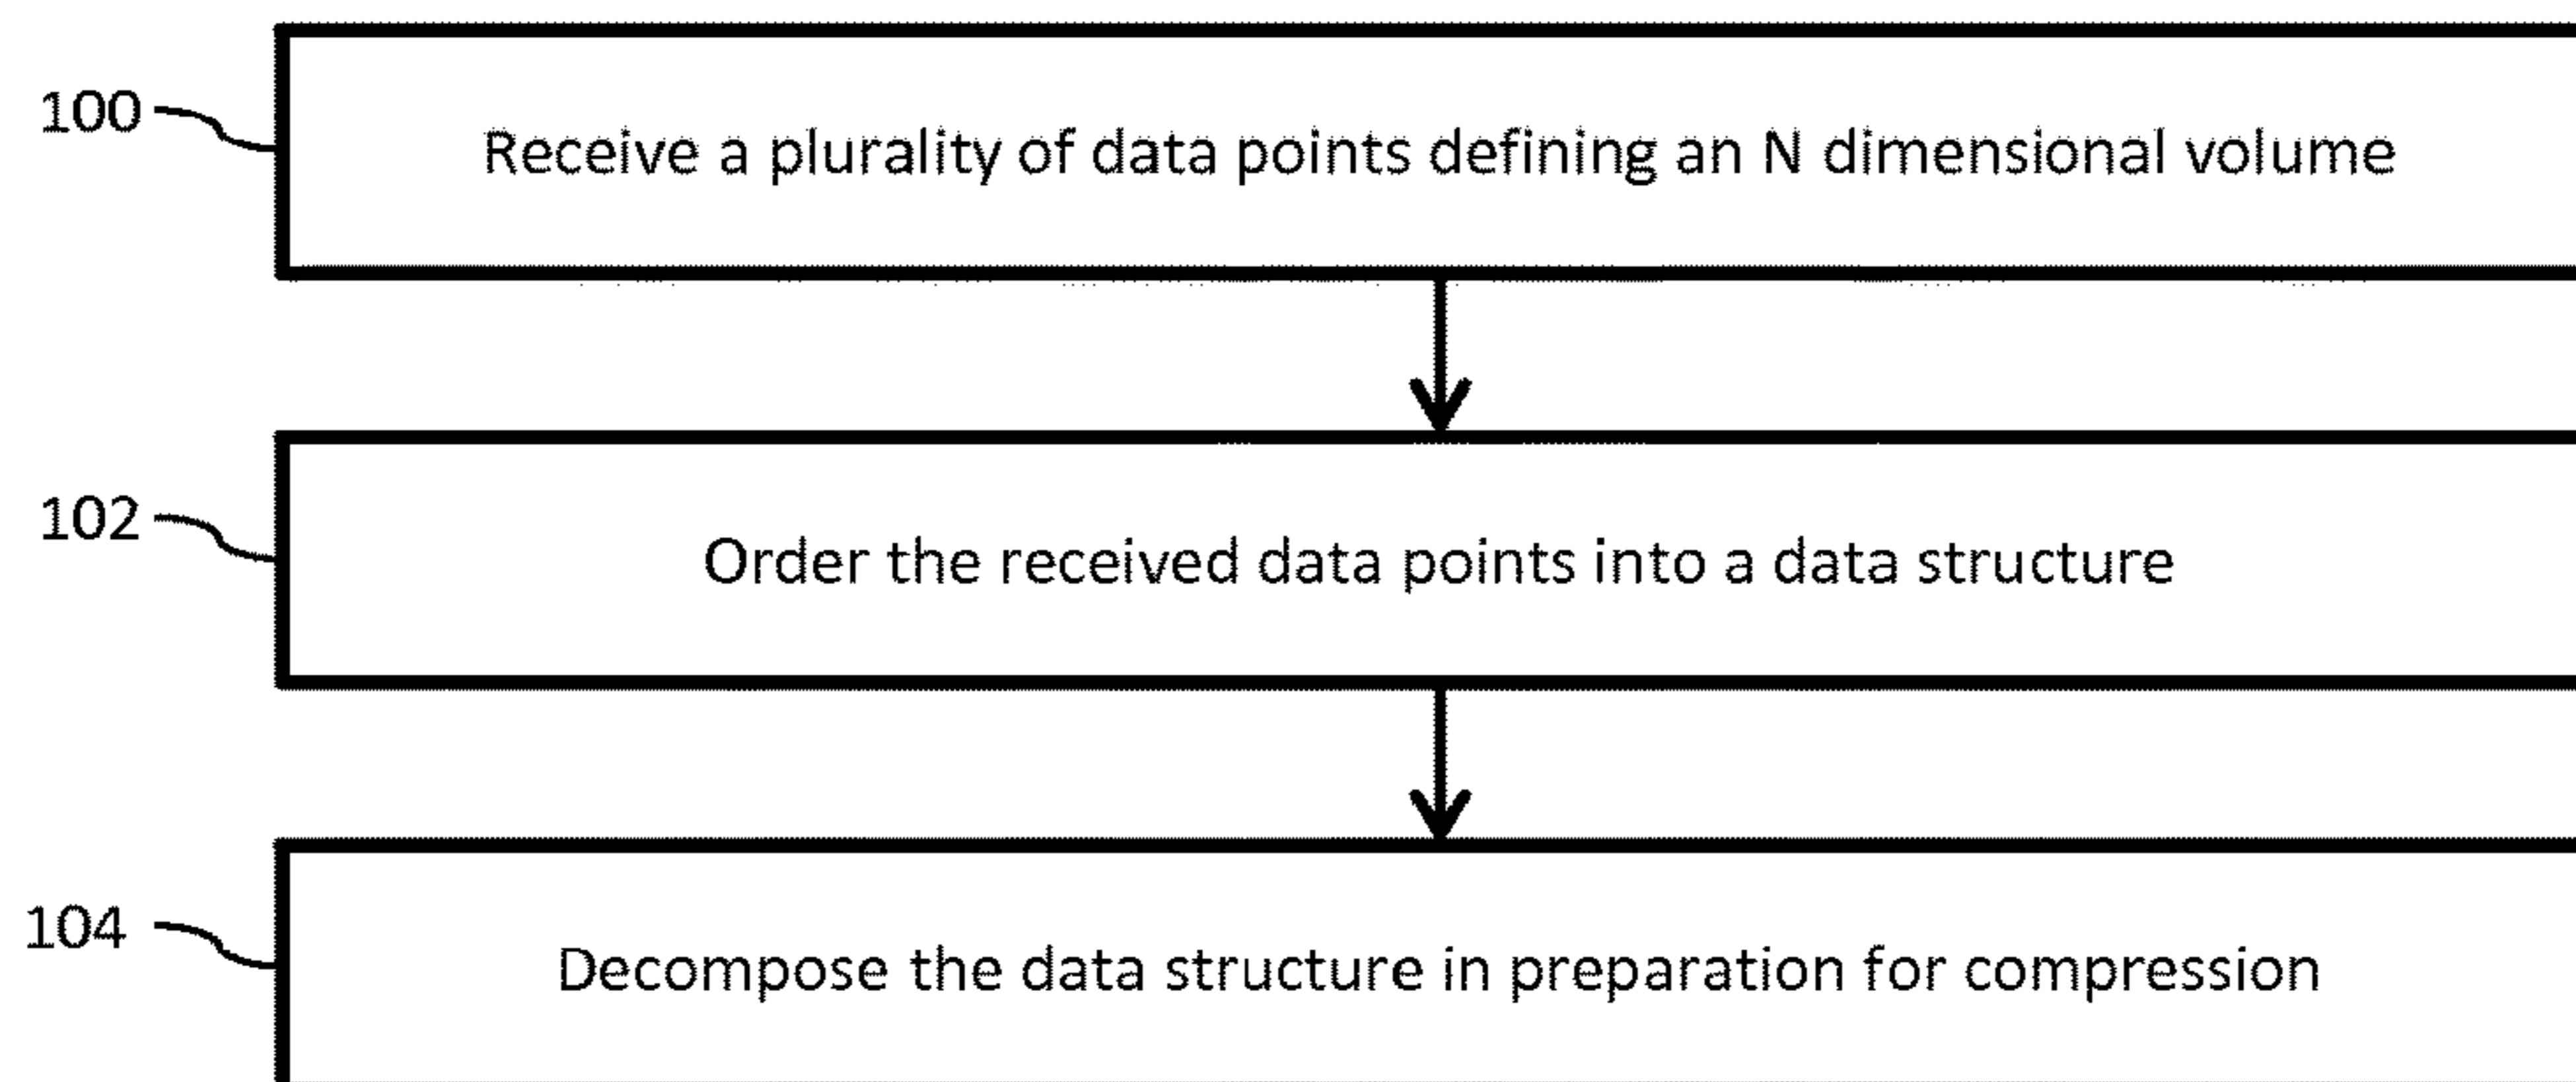 100
Receive a plurality of data points defining an N dimensional volume
102
Order the received data points into a data structure
104
Decompose the data structure in preparation for compression